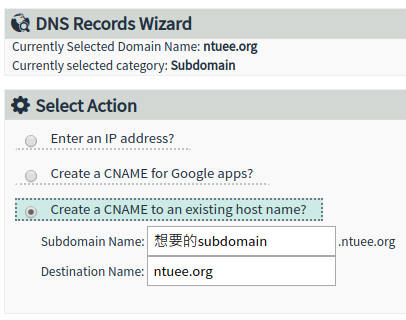 DNS Records Wizard
Currently Selected Domain Name: ntuee.org
Currently selected category: Subdomain
Select Action
Enter an IP address?
Create a CNAME for Google apps?
Create a CNAME to an existing host name?
Subdomain Name: 想要的subdomain .ntuee.org
Destination Name: ntuee.org